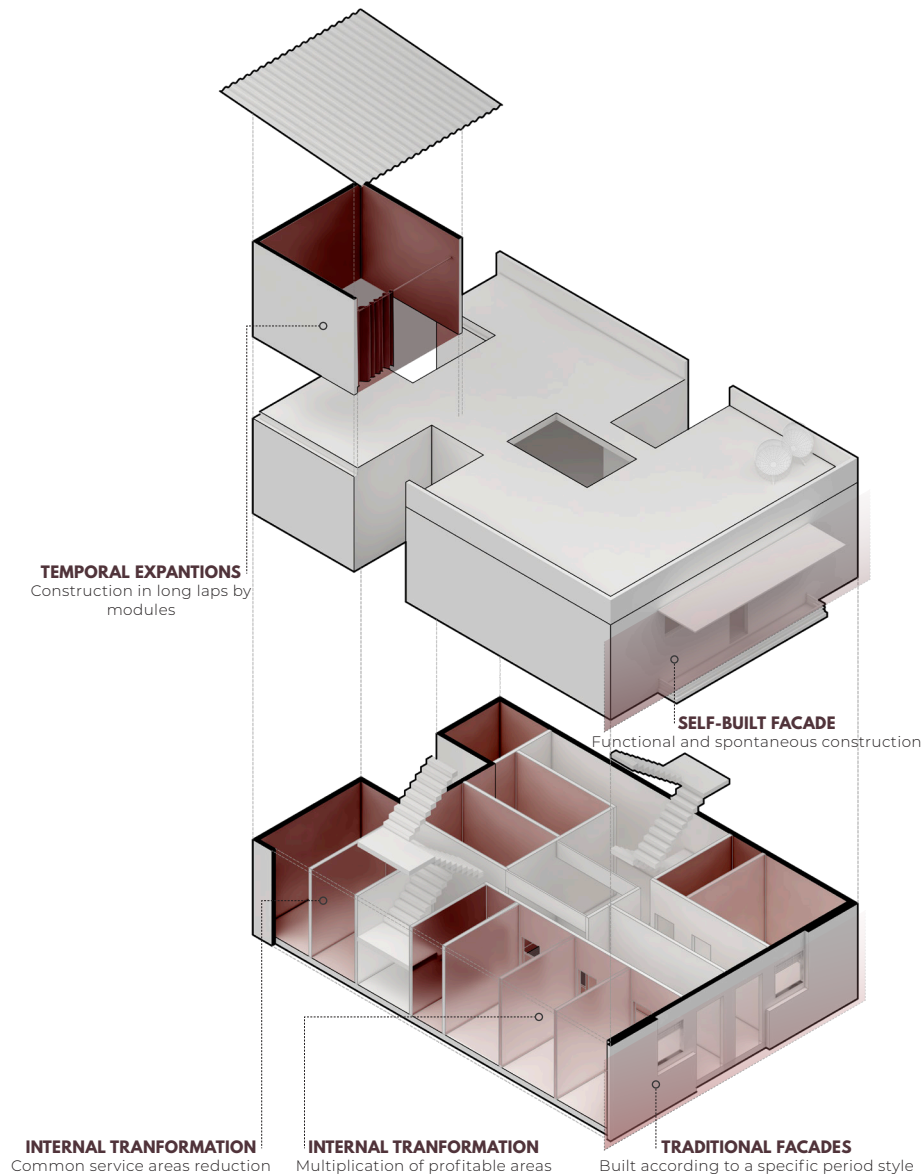 TEMPORAL EXPANTIONS
Construction in long laps by
modules
SELF-BUILT FACADE
Functional and spontaneous construction
INTERNAL TRANFORMATION
Common service areas reduction
INTERNAL TRANFORMATION
Multiplication of profitable areas
TRADITIONAL FACADES
Built according to a specific period style